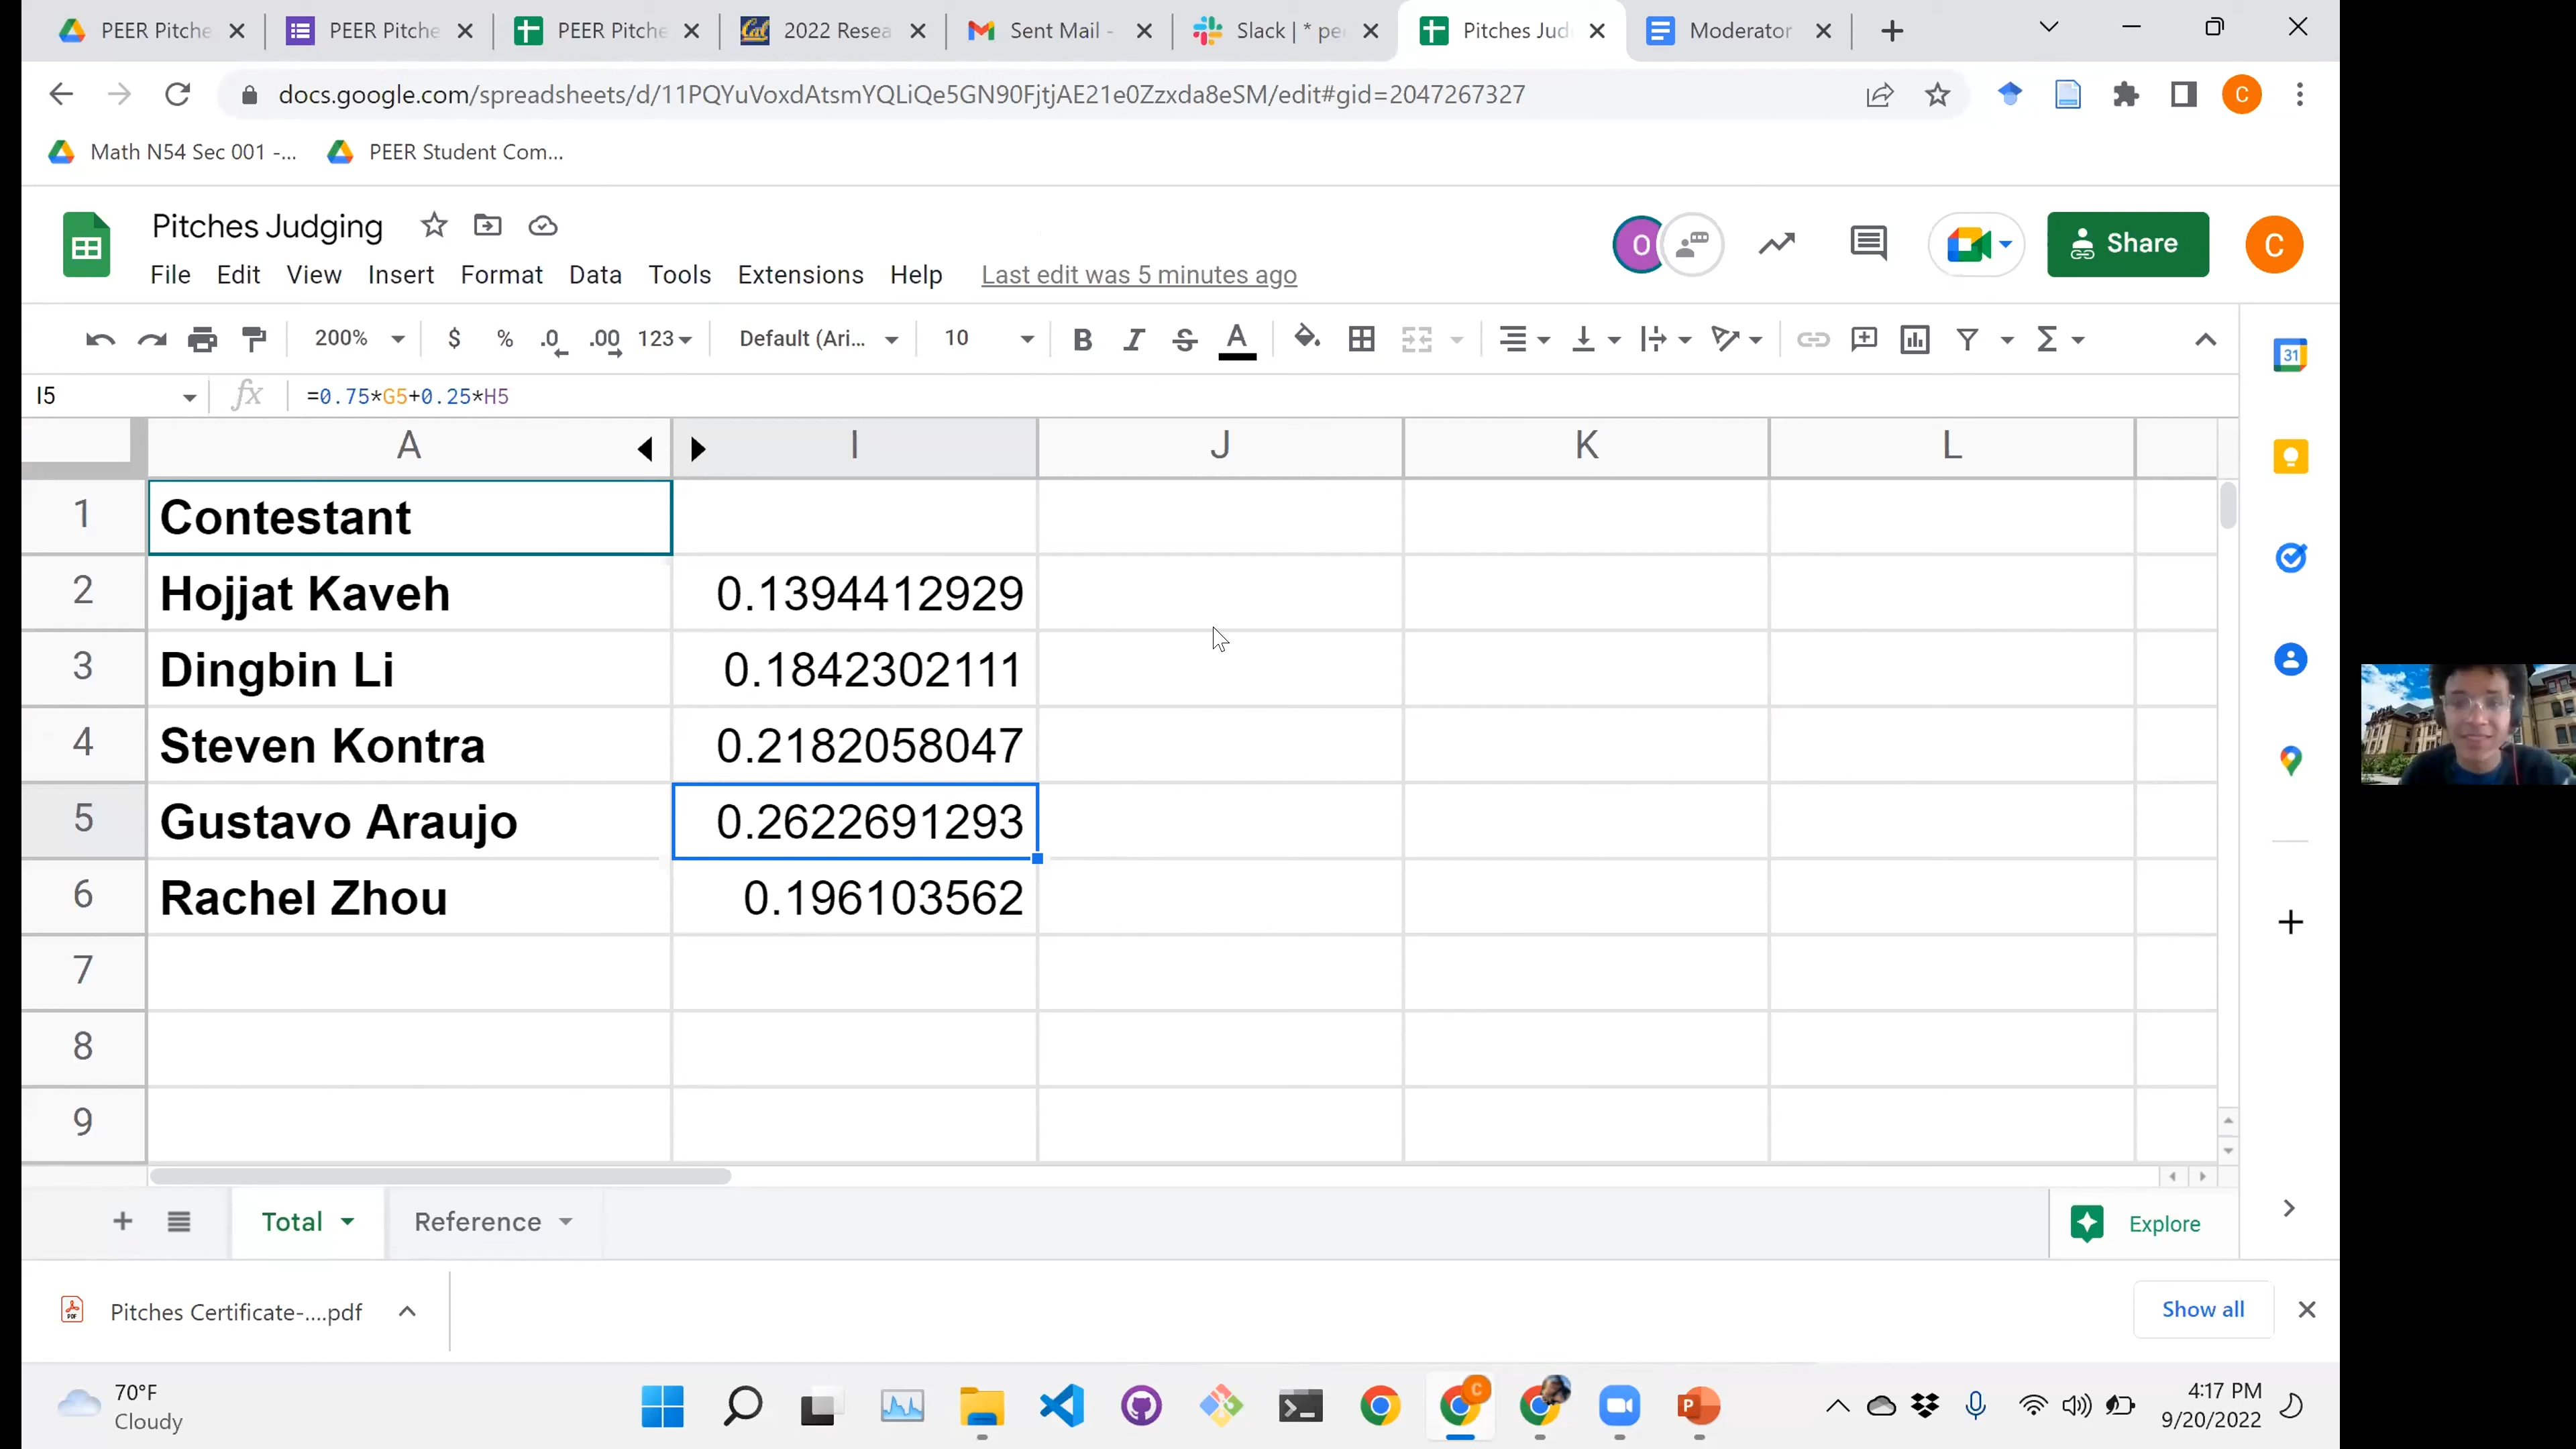 PEER Pitche
PEER Pitche
PEER Pitche
Cal
2022 Resea
Sent Mail -
Slack | * pe
Pitches Jud
Moderator
docs.google.com/spreadsheets/d/11PQYuVoxdAtsmYQLiQe5GN90FjtjAE21e0Zzxda8eSM/edit#gid=2047267327
C
Math N54 Sec 001 -...
PEER Student Com...
Pitches Judging
O
Share
C
File Edit View Insert Format Data Tools Extensions Help Last edit was 5 minutes ago
200% $ % .0 .00 123 Default (Ari... 10 B I S A Σ
31
I5 fx =0.75*G5+0.25*H5
A I J K L
1 Contestant
2 Hojjat Kaveh 0.1394412929
3 Dingbin Li 0.1842302111
4 Steven Kontra 0.2182058047
5 Gustavo Araujo 0.2622691293
6 Rachel Zhou 0.196103562
7
8
9
Total Reference Explore
PDF
Pitches Certificate-....pdf
Show all
70°F
Cloudy
C
P
4:17 PM
9/20/2022